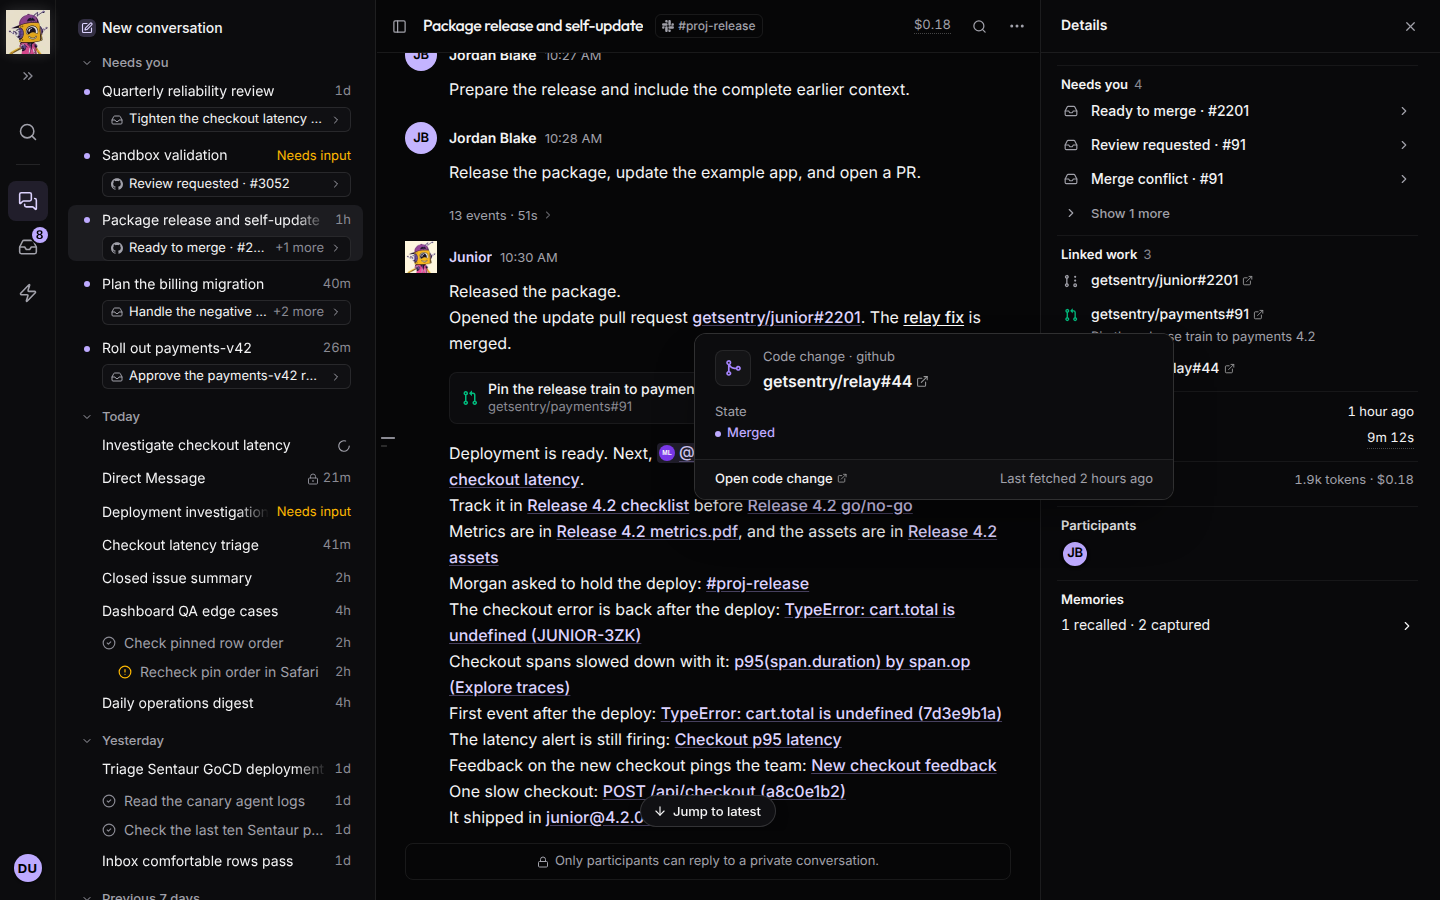 New conversation
Needs you
Quarterly reliability review 1d
Tighten the checkout latency ...
Sandbox validation Needs input
Review requested · #3052
Package release and self-update 1h
Ready to merge · #2... +1 more
Plan the billing migration 40m
Handle the negative ... +2 more
Roll out payments-v42 26m
Approve the payments-v42 r...
Today
Investigate checkout latency
Direct Message 21m
Deployment investigation Needs input
Checkout latency triage 41m
Closed issue summary 2h
Dashboard QA edge cases 4h
Check pinned row order 2h
Recheck pin order in Safari 2h
Daily operations digest 4h
Yesterday
Triage Sentaur GoCD deployment 1d
Read the canary agent logs 1d
Check the last ten Sentaur p... 1d
Inbox comfortable rows pass 1d
Previous 7 days
8
DU
Package release and self-update #proj-release $0.18
JB Jordan Blake 10:27 AM
Prepare the release and include the complete earlier context.
JB Jordan Blake 10:28 AM
Release the package, update the example app, and open a PR.
13 events · 51s
Junior 10:30 AM
Released the package.
Opened the update pull request getsentry/junior#2201. The relay fix is
merged.
Pin the release train to paymen
getsentry/payments#91
Deployment is ready. Next, ML @
checkout latency.
Track it in Release 4.2 checklist before Release 4.2 go/no-go
Metrics are in Release 4.2 metrics.pdf, and the assets are in Release 4.2
assets
Morgan asked to hold the deploy: #proj-release
The checkout error is back after the deploy: TypeError: cart.total is
undefined (JUNIOR-3ZK)
Checkout spans slowed down with it: p95(span.duration) by span.op
(Explore traces)
First event after the deploy: TypeError: cart.total is undefined (7d3e9b1a)
The latency alert is still firing: Checkout p95 latency
Feedback on the new checkout pings the team: New checkout feedback
One slow checkout: POST /api/checkout (a8c0e1b2)
It shipped in junior@4.2.0
Jump to latest
Only participants can reply to a private conversation.
Code change · github
getsentry/relay#44
State
Merged
Open code change Last fetched 2 hours ago
Details
Needs you 4
Ready to merge · #2201
Review requested · #91
Merge conflict · #91
Show 1 more
Linked work 3
getsentry/junior#2201
getsentry/payments#91
train to payments 4.2
lay#44
1 hour ago
9m 12s
1.9k tokens · $0.18
Participants
JB
Memories
1 recalled · 2 captured